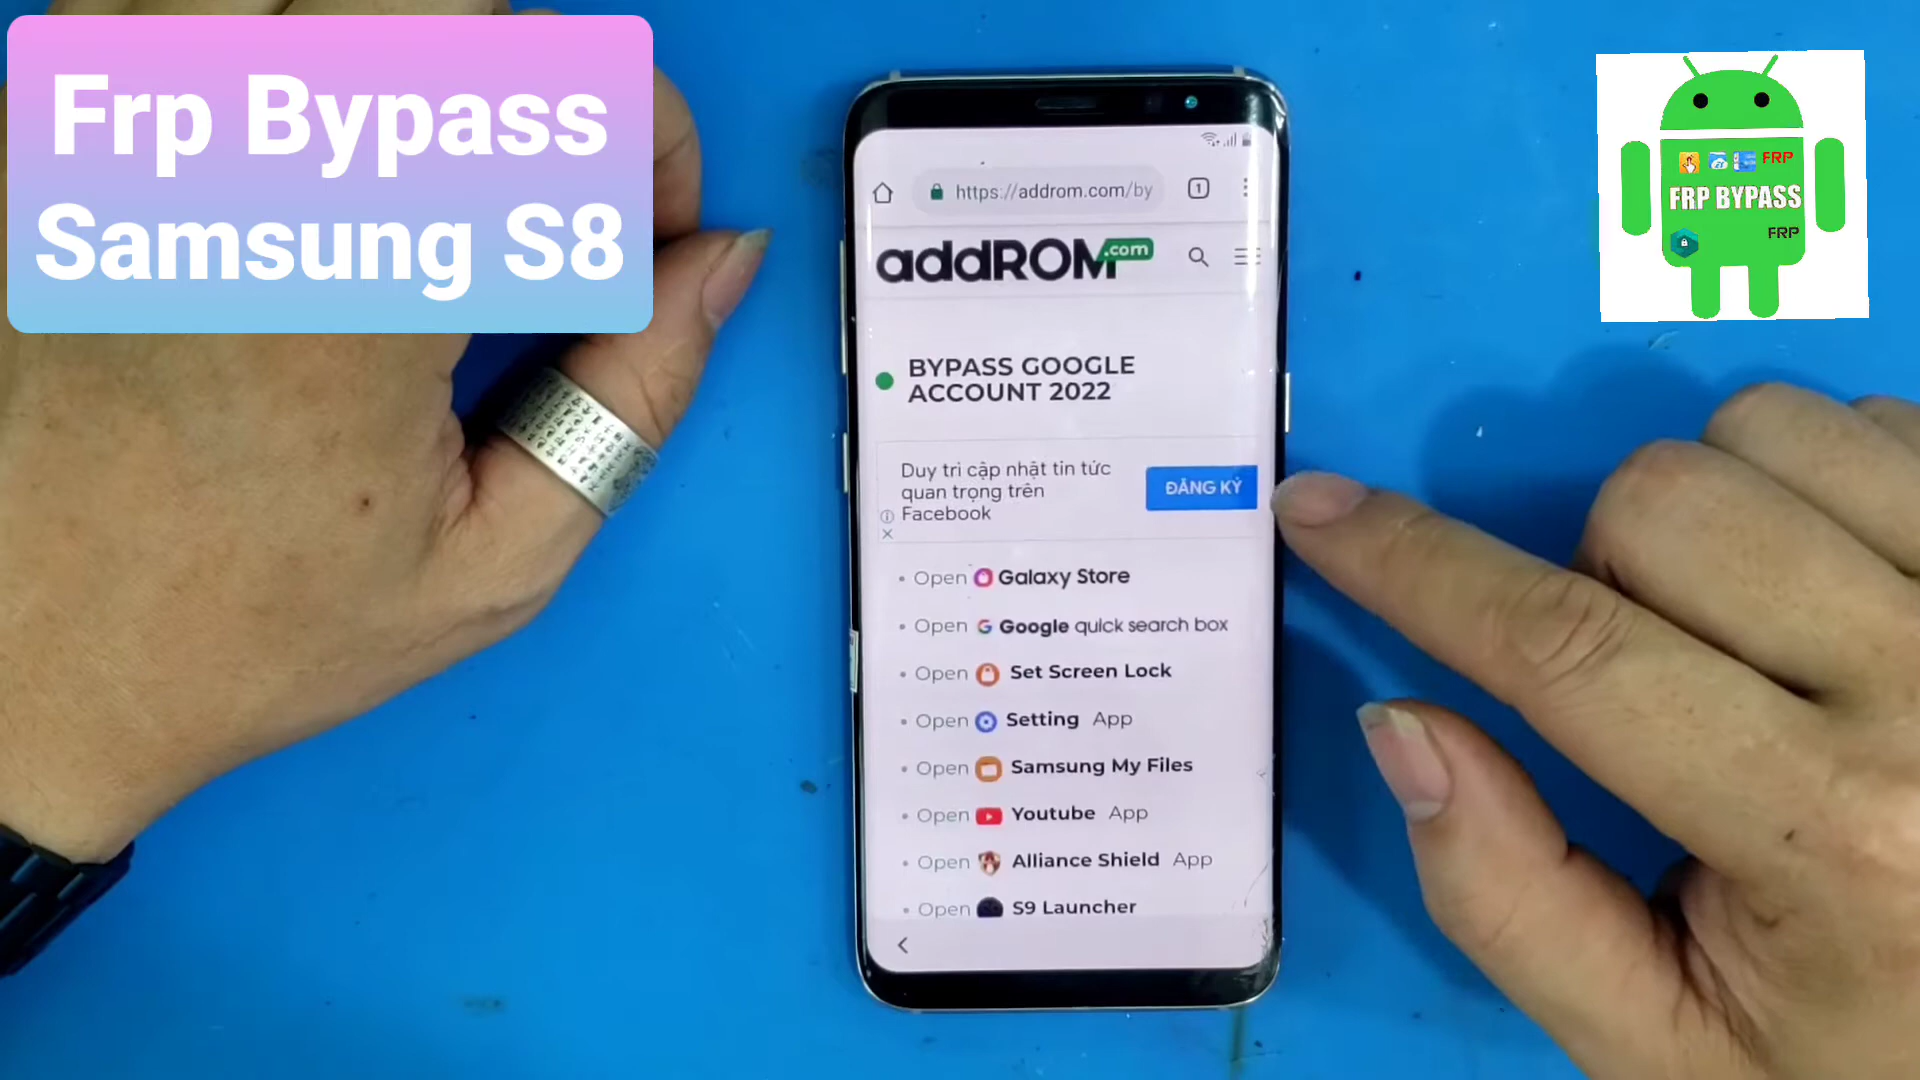 Frp Bypass
Samsung S8
FRP
FRP BYPASS
FRP
1
https://addrom.com/by
addROM.com
BYPASS GOOGLE
ACCOUNT 2022
Duy trì cập nhật tin tức
quan trọng trên
Facebook
ĐĂNG KÝ
• Open Galaxy Store
• Open Google quick search box
• Open Set Screen Lock
• Open Setting App
• Open Samsung My Files
• Open Youtube App
• Open Alliance Shield App
• Open S9 Launcher